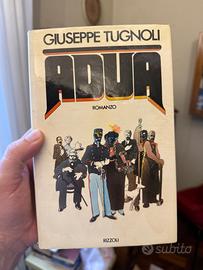 GIUSEPPE TUGNOLI
ADUA
ROMANZO
RIZZOLI
subito